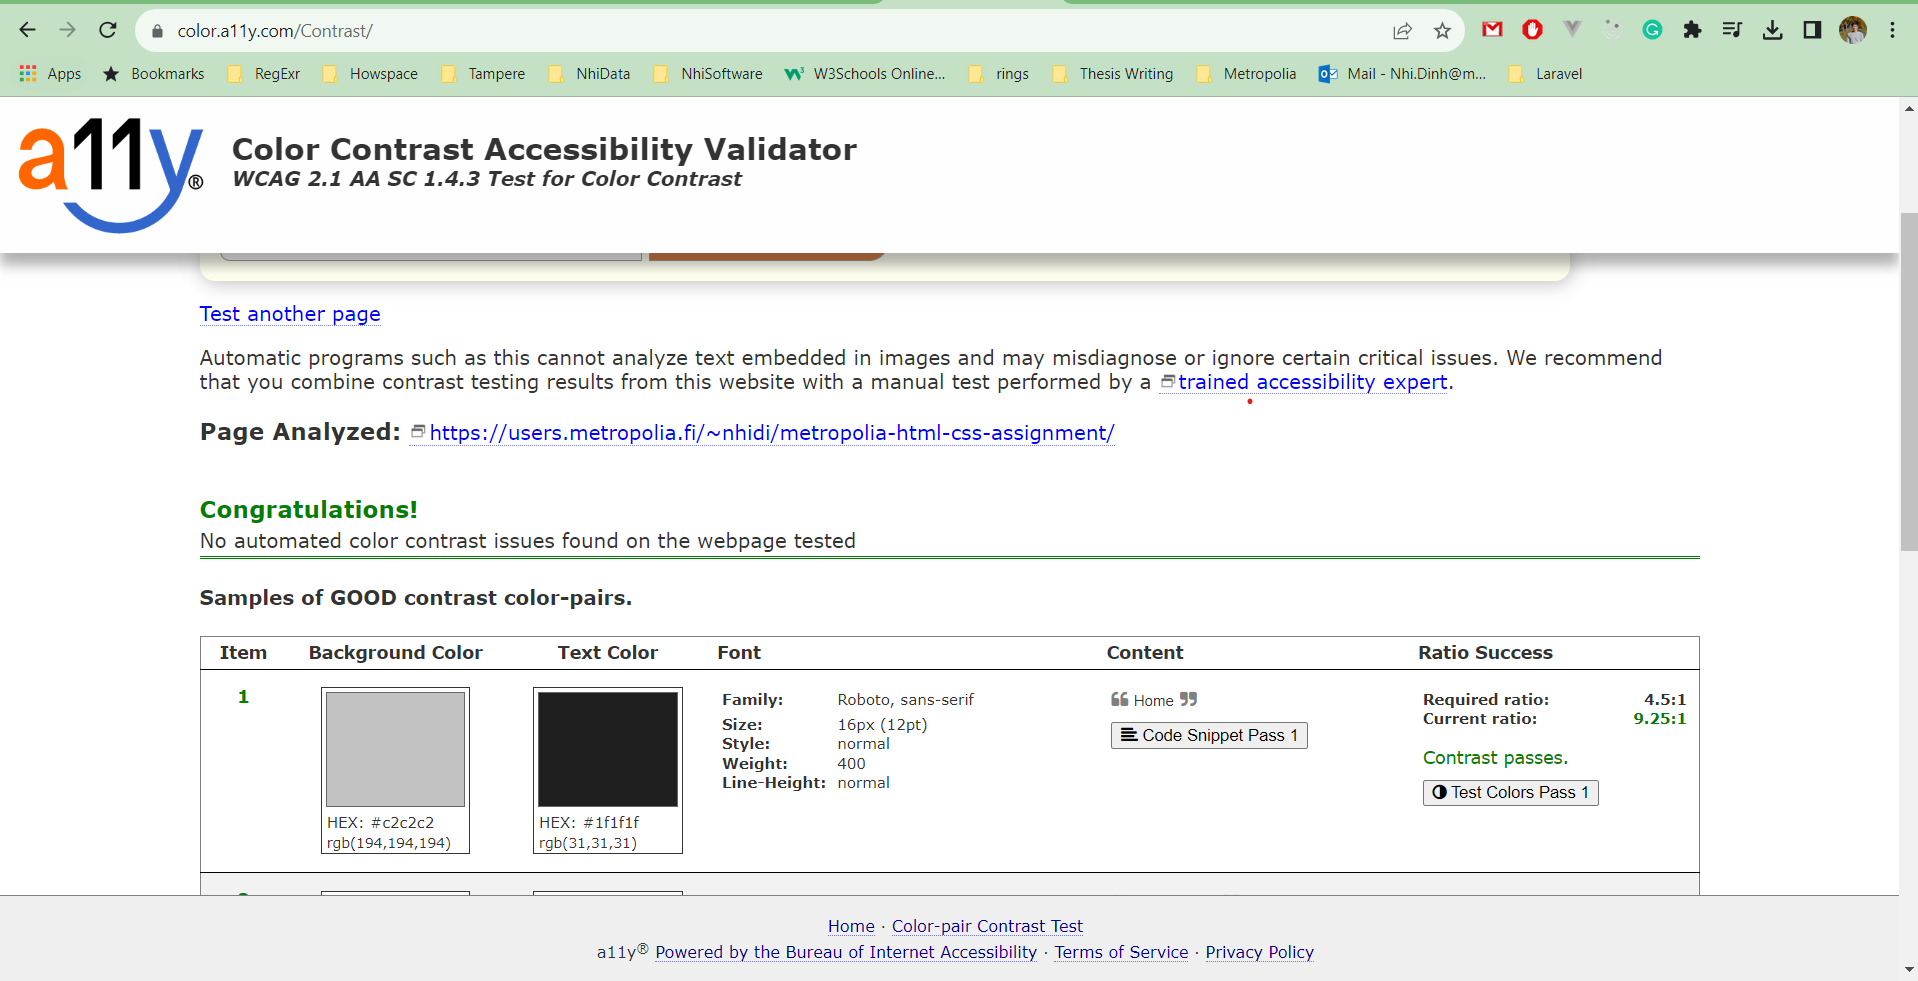 color.a11y.com/Contrast/
Apps Bookmarks RegExr Howspace Tampere NhiData NhiSoftware W3Schools Online... rings Thesis Writing Metropolia Mail - Nhi.Dinh@m... Laravel
a11y®
Color Contrast Accessibility Validator
WCAG 2.1 AA SC 1.4.3 Test for Color Contrast
Test another page
Automatic programs such as this cannot analyze text embedded in images and may misdiagnose or ignore certain critical issues. We recommend
that you combine contrast testing results from this website with a manual test performed by a trained accessibility expert.
Page Analyzed: https://users.metropolia.fi/~nhidi/metropolia-html-css-assignment/
Congratulations!
No automated color contrast issues found on the webpage tested
Samples of GOOD contrast color-pairs.
Item Background Color Text Color Font Content Ratio Success
1
HEX: #c2c2c2
rgb(194,194,194)
HEX: #1f1f1f
rgb(31,31,31)
Family: Roboto, sans-serif
Size: 16px (12pt)
Style: normal
Weight: 400
Line-Height: normal
❝ Home ❞
Code Snippet Pass 1
Required ratio: 4.5:1
Current ratio: 9.25:1
Contrast passes.
Test Colors Pass 1
Home · Color-pair Contrast Test
a11y® Powered by the Bureau of Internet Accessibility · Terms of Service · Privacy Policy